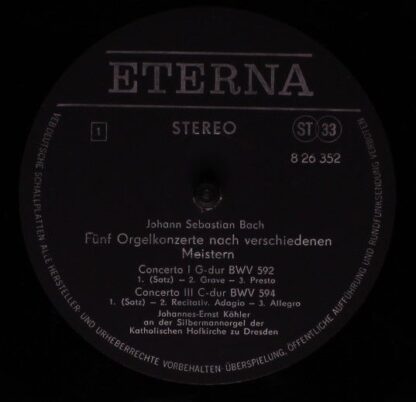 ETERNA
1
STEREO
ST 33
8 26 352
Johann Sebastian Bach
Fünf Orgelkonzerte nach verschiedenen
Meistern
Concerto I G-dur BWV 592
1. (Satz) – 2. Grave – 3. Presto
Concerto III C-dur BWV 594
1. (Satz) – 2. Recitativ. Adagio – 3. Allegro
Johannes-Ernst Köhler
an der Silbermannorgel der
Katholischen Hofkirche zu Dresden
VEB DEUTSCHE SCHALLPLATTEN ALLE HERSTELLER- UND URHEBERRECHTE VORBEHALTEN · ÜBERSPIELUNG, ÖFFENTLICHE AUFFÜHRUNG UND RUNDFUNKSENDUNG VERBOTEN